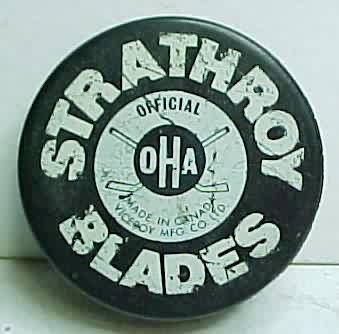 STRATHROY
OFFICIAL
OHA
MADE IN CANADA
VICEROY MFG CO. LTD.
BLADES